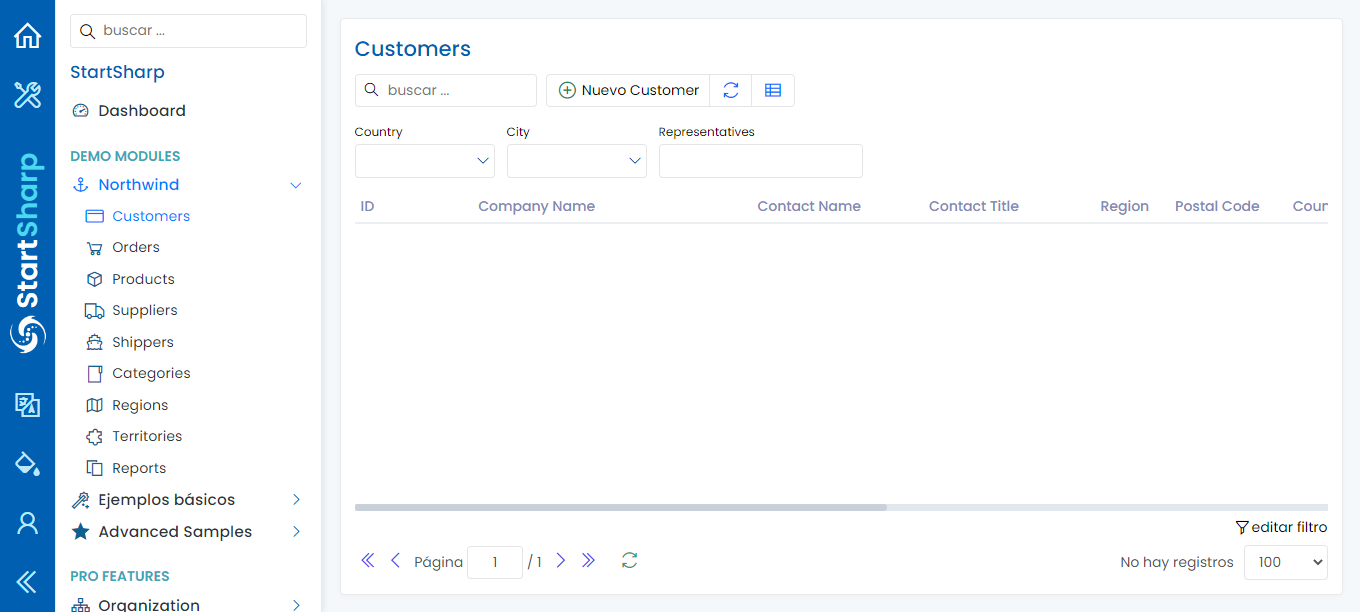 StartSharp
buscar ...
StartSharp
Dashboard
DEMO MODULES
Northwind
Customers
Orders
Products
Suppliers
Shippers
Categories
Regions
Territories
Reports
Ejemplos básicos
Advanced Samples
PRO FEATURES
Organization
Customers
buscar ... Nuevo Customer
Country City Representatives
ID Company Name Contact Name Contact Title Region Postal Code Coun
editar filtro
Página 1 / 1 No hay registros 100